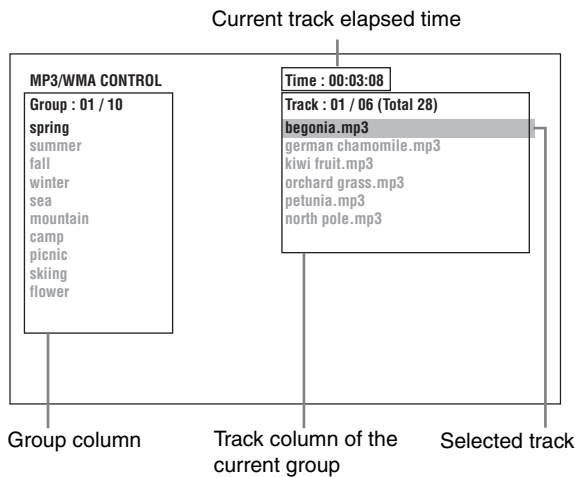 Current track elapsed time
MP3/WMA CONTROL
Group : 01 / 10
spring
summer
fall
winter
sea
mountain
camp
picnic
skiing
flower
Time : 00:03:08
Track : 01 / 06 (Total 28)
begonia.mp3
german chamomile.mp3
kiwi fruit.mp3
orchard grass.mp3
petunia.mp3
north pole.mp3
Group column
Track column of the
current group
Selected track